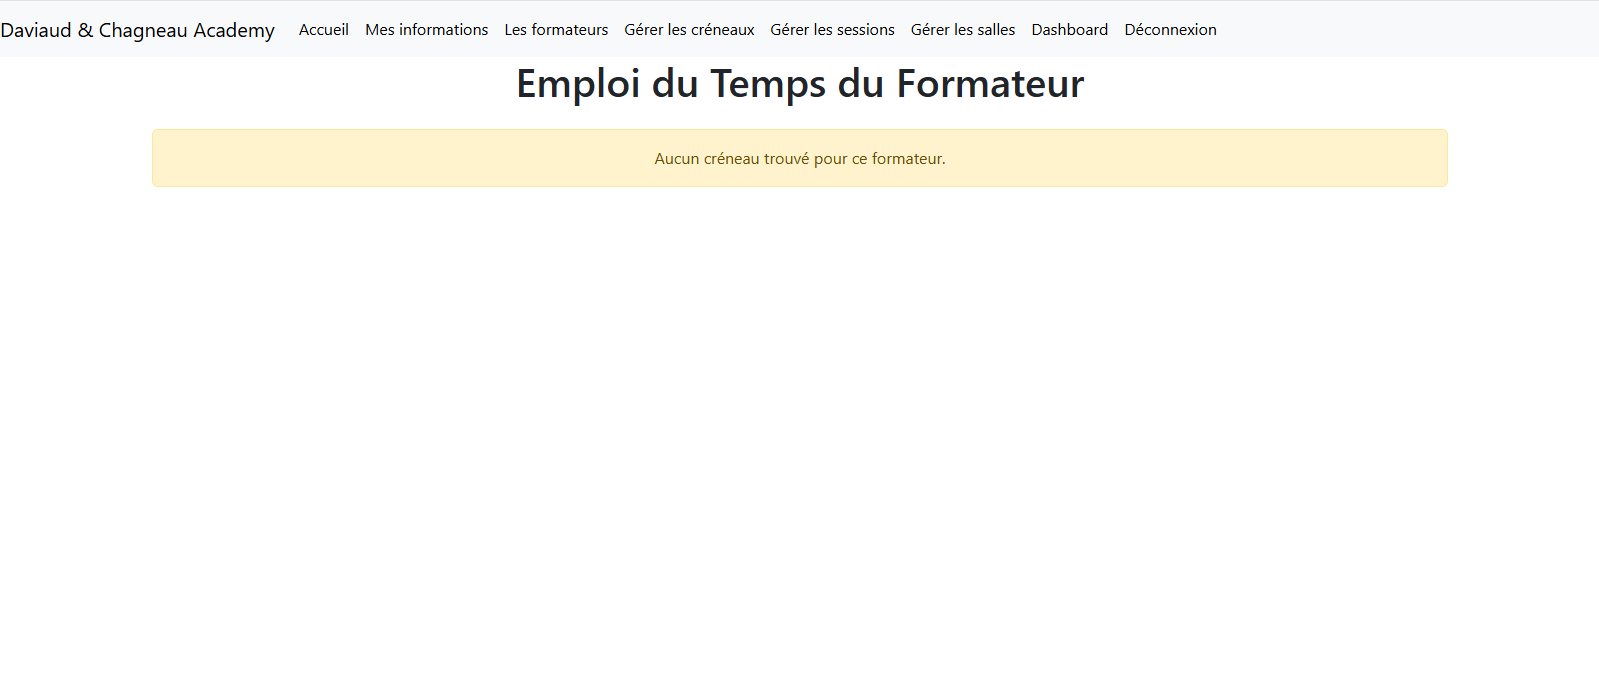 Daviaud & Chagneau Academy Accueil Mes informations Les formateurs Gérer les créneaux Gérer les sessions Gérer les salles Dashboard Déconnexion
Emploi du Temps du Formateur
Aucun créneau trouvé pour ce formateur.